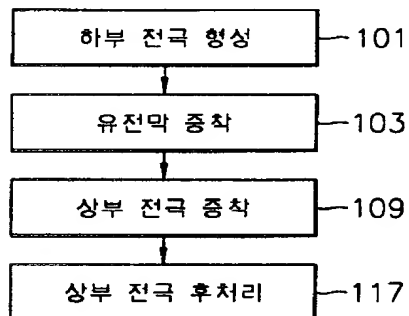 하부 전극 형성 101
유전막 증착 103
상부 전극 증착 109
상부 전극 후처리 117